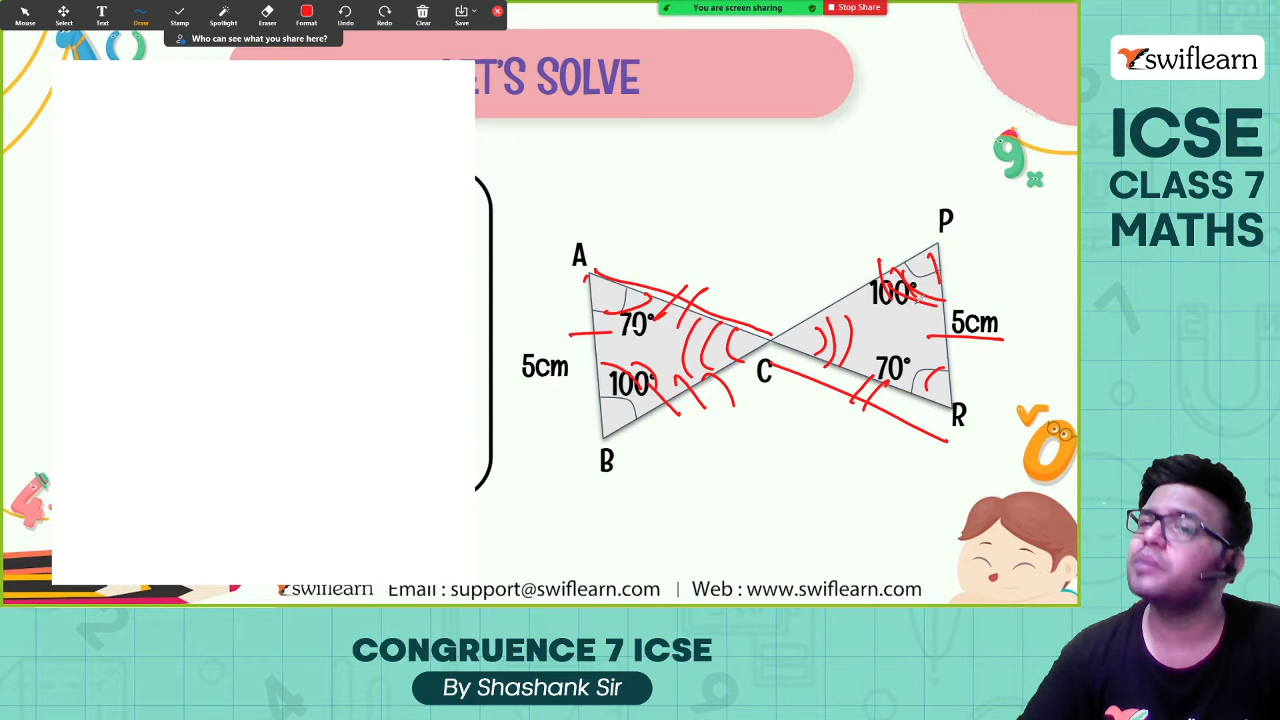 Mouse Select Text Draw Stamp Spotlight Eraser Format Undo Redo Clear Save
You are screen sharing Stop Share
Who can see what you share here?
LET'S SOLVE
swiflearn
ICSE
CLASS 7
MATHS
P
A
100°
70°
5cm
5cm
70°
C
100°
R
B
swiflearn Email : support@swiflearn.com | Web : www.swiflearn.com
CONGRUENCE 7 ICSE
By Shashank Sir